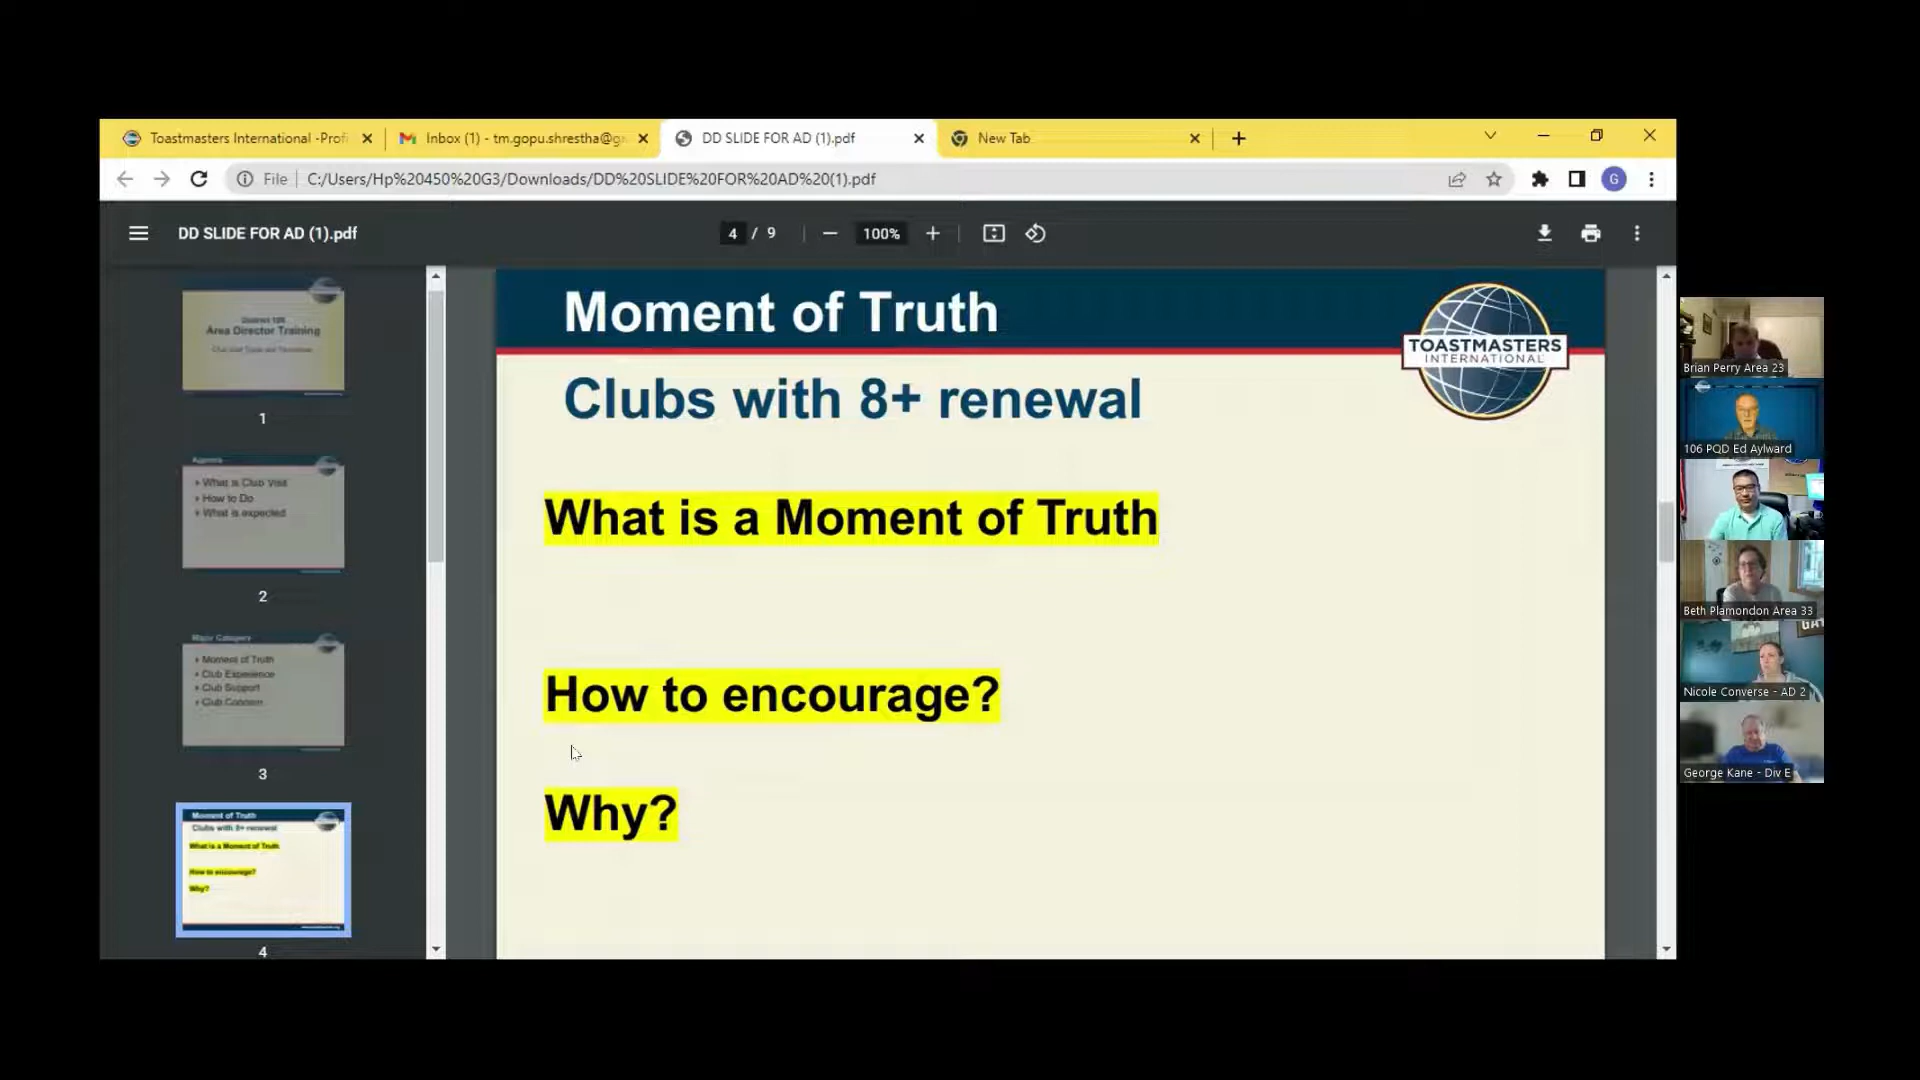 Toastmasters International -Profi
Inbox (1) - tm.gopu.shrestha@g
DD SLIDE FOR AD (1).pdf
New Tab
File
C:/Users/Hp%20450%20G3/Downloads/DD%20SLIDE%20FOR%20AD%20(1).pdf
G
DD SLIDE FOR AD (1).pdf
4 / 9
100%
Area Director Training
1
Agenda
What is Club Visit
How to Do
What is expected
2
Major Category
Moment of Truth
Club Experience
Club Support
Club Concern
3
Moment of Truth
Clubs with 8+ renewal
What is a Moment of Truth
How to encourage?
Why?
4
Moment of Truth
TOASTMASTERS
INTERNATIONAL
Clubs with 8+ renewal
What is a Moment of Truth
How to encourage?
Why?
Brian Perry Area 23
106 PQD Ed Aylward
Beth Plamondon Area 33
Nicole Converse - AD 2
George Kane - Div E